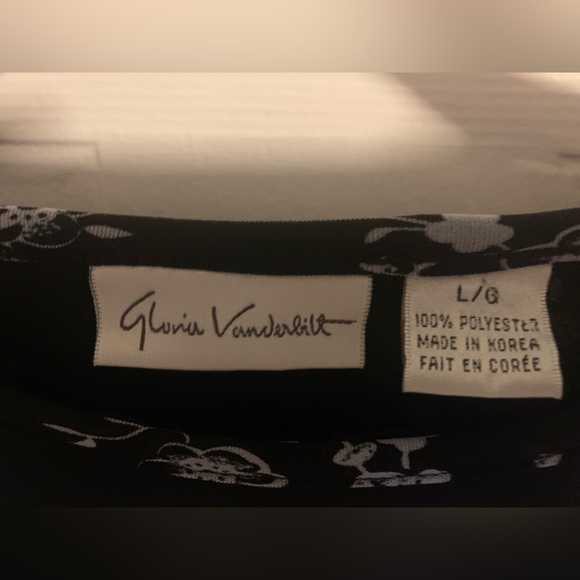 Gloria Vanderbilt
L/G
100% POLYESTER
MADE IN KOREA
FAIT EN CORÉE